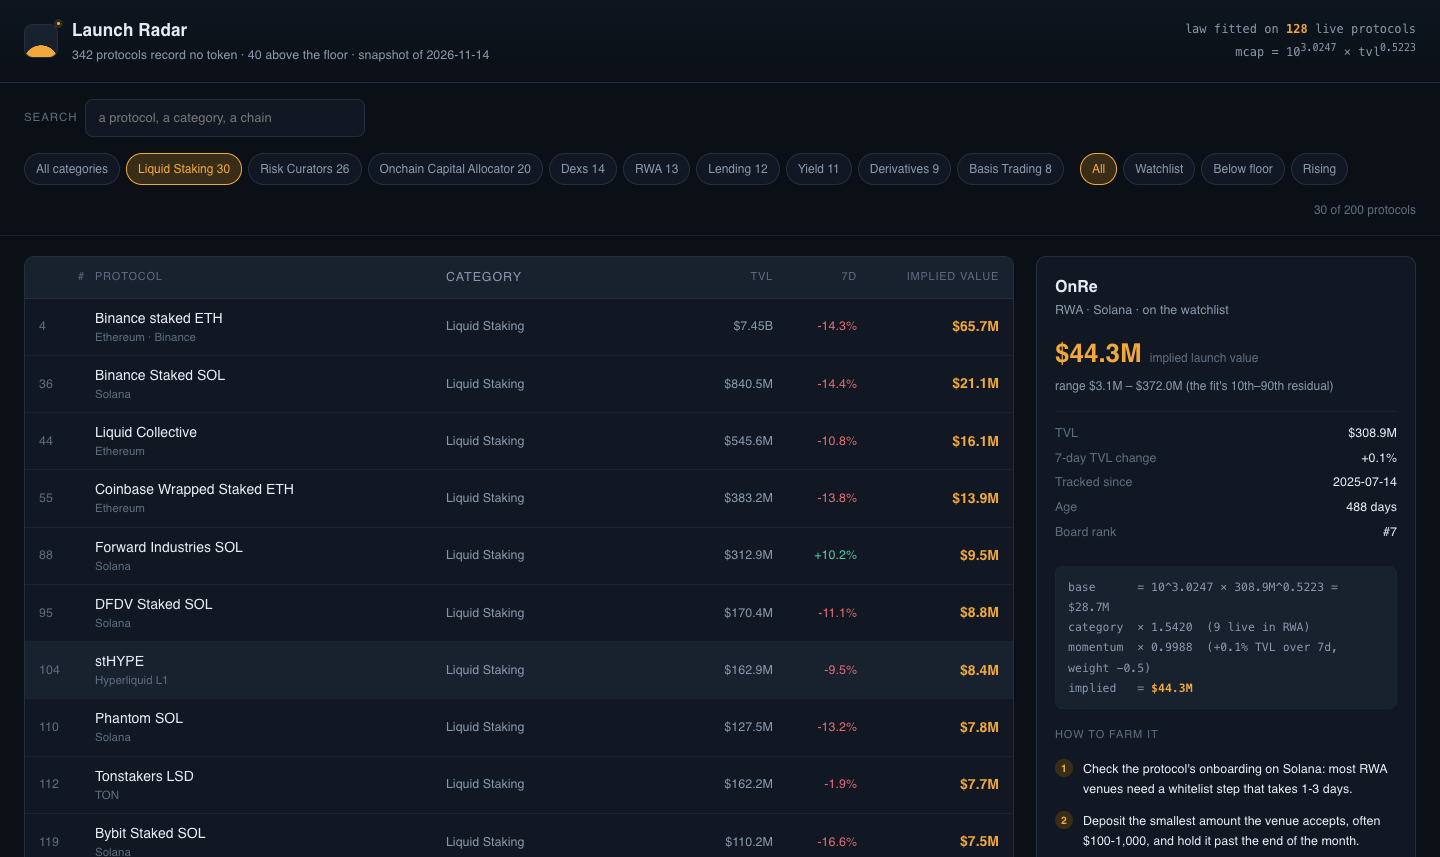 Launch Radar
342 protocols record no token · 40 above the floor · snapshot of 2026-11-14
law fitted on 128 live protocols
mcap = 10^3.0247 × tvl^0.5223
SEARCH a protocol, a category, a chain
All categories Liquid Staking 30 Risk Curators 26 Onchain Capital Allocator 20 Dexs 14 RWA 13 Lending 12 Yield 11 Derivatives 9 Basis Trading 8 All Watchlist Below floor Rising
30 of 200 protocols
# PROTOCOL CATEGORY TVL 7D IMPLIED VALUE
4 Binance staked ETH Liquid Staking $7.45B -14.3% $65.7M
Ethereum · Binance
36 Binance Staked SOL Liquid Staking $840.5M -14.4% $21.1M
Solana
44 Liquid Collective Liquid Staking $545.6M -10.8% $16.1M
Ethereum
55 Coinbase Wrapped Staked ETH Liquid Staking $383.2M -13.8% $13.9M
Ethereum
88 Forward Industries SOL Liquid Staking $312.9M +10.2% $9.5M
Solana
95 DFDV Staked SOL Liquid Staking $170.4M -11.1% $8.8M
Solana
104 stHYPE Liquid Staking $162.9M -9.5% $8.4M
Hyperliquid L1
110 Phantom SOL Liquid Staking $127.5M -13.2% $7.8M
Solana
112 Tonstakers LSD Liquid Staking $162.2M -1.9% $7.7M
TON
119 Bybit Staked SOL Liquid Staking $110.2M -16.6% $7.5M
Solana
OnRe
RWA · Solana · on the watchlist
$44.3M implied launch value
range $3.1M – $372.0M (the fit's 10th–90th residual)
TVL $308.9M
7-day TVL change +0.1%
Tracked since 2025-07-14
Age 488 days
Board rank #7
base = 10^3.0247 × 308.9M^0.5223 =
$28.7M
category × 1.5420 (9 live in RWA)
momentum × 0.9988 (+0.1% TVL over 7d,
weight −0.5)
implied = $44.3M
HOW TO FARM IT
1 Check the protocol's onboarding on Solana: most RWA
venues need a whitelist step that takes 1-3 days.
2 Deposit the smallest amount the venue accepts, often
$100-1,000, and hold it past the end of the month.